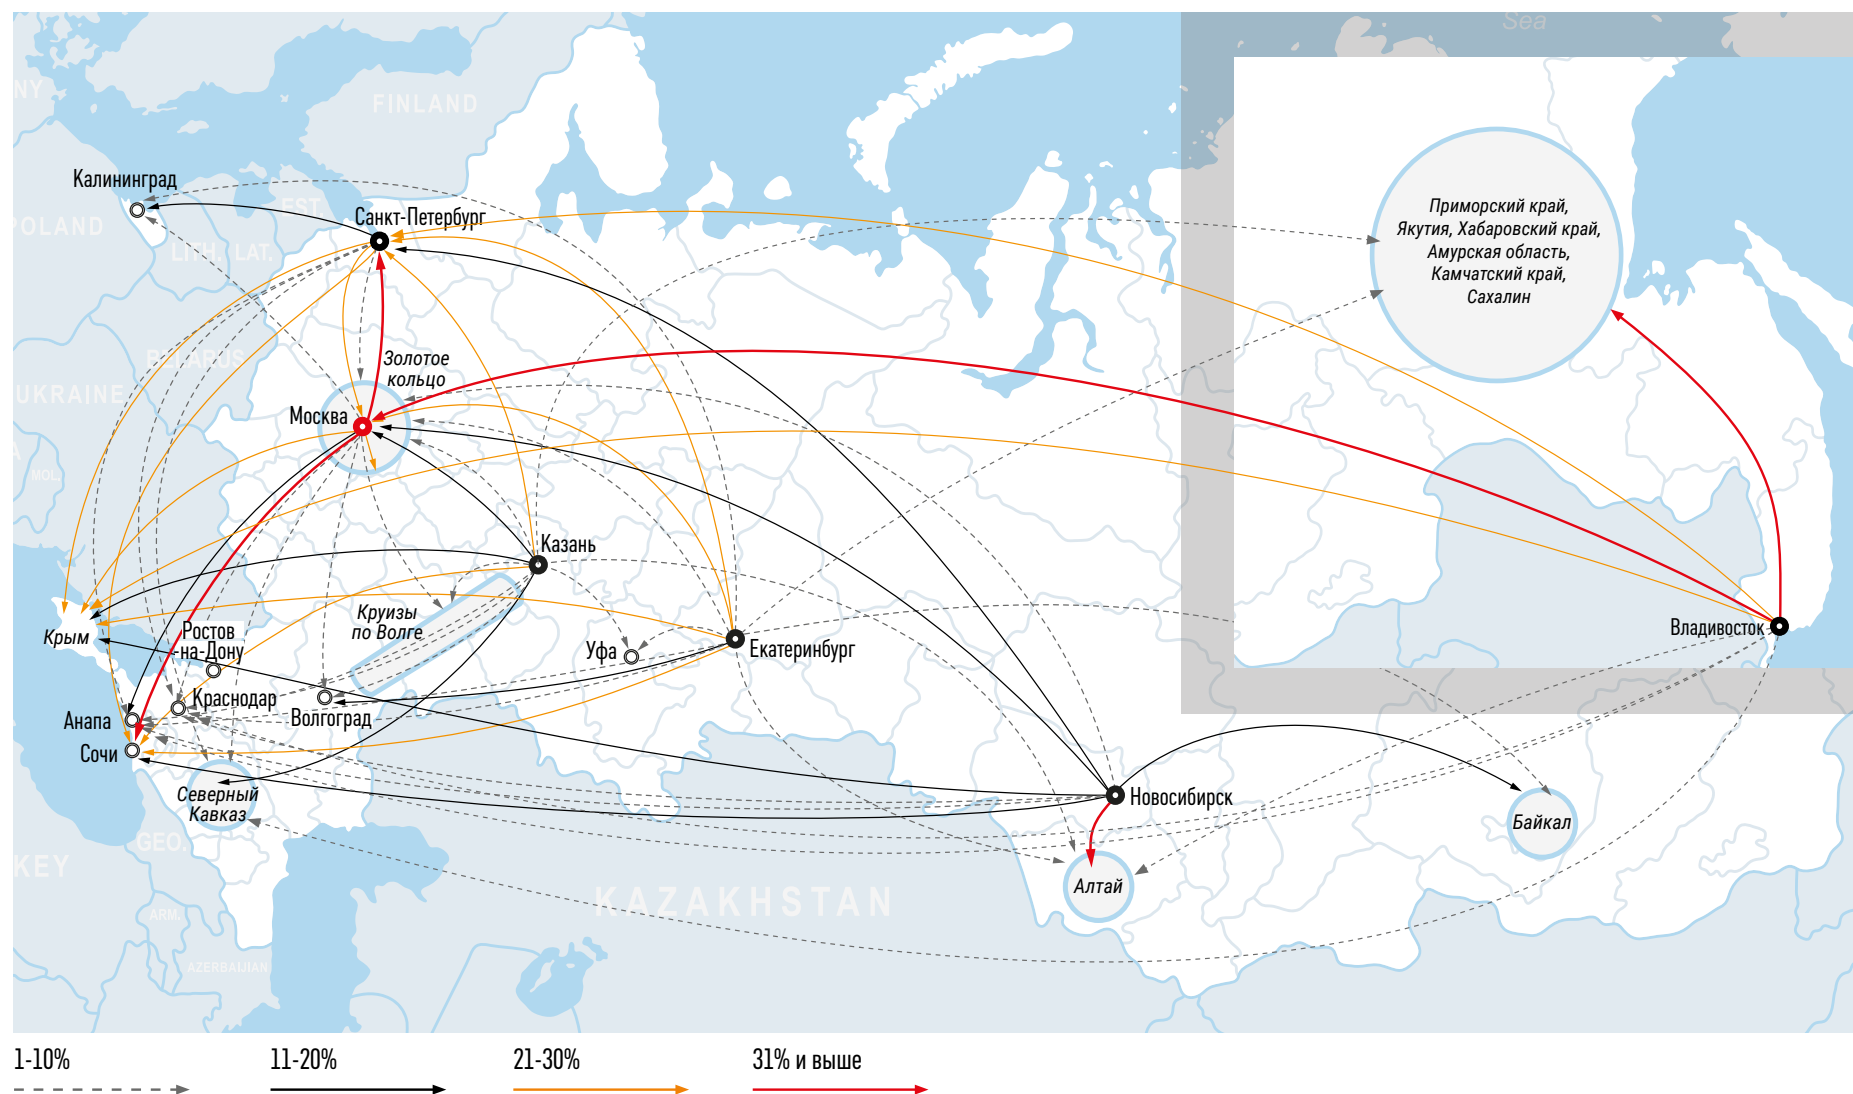 Sea
NY
FINLAND
Калининград
EST.
POLAND
Санкт-Петербург
LITH.
LAT.
Приморский край,
Якутия, Хабаровский край,
Амурская область,
Камчатский край,
Сахалин
BELARUS
Золотое
кольцо
UKRAINE
Москва
A
MOL.
Казань
Круизы
по Волге
Крым
Ростов
-на-Дону
Уфа
Екатеринбург
Владивосток
Краснодар
Анапа
Волгоград
Сочи
Северный
Кавказ
Новосибирск
Байкал
GEO.
KEY
Алтай
KAZAKHSTAN
ARM.
AZERBAIJIAN
1-10%
11-20%
21-30%
31% и выше